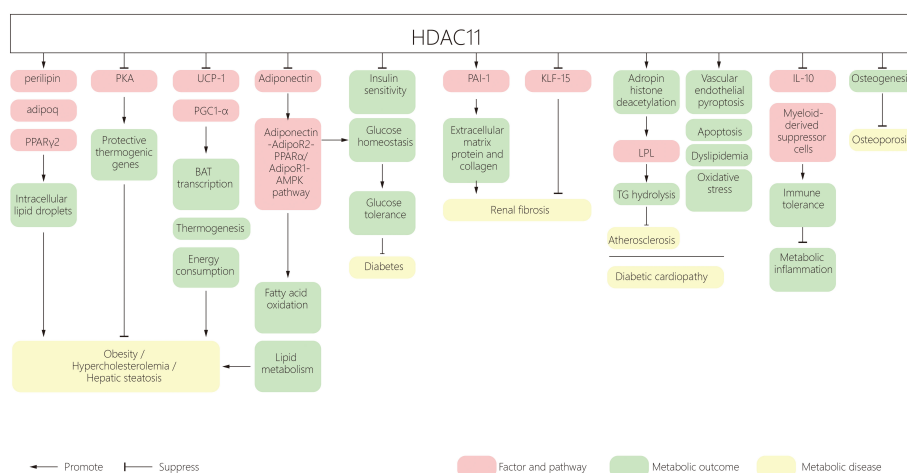 HDAC11
perilipin
adipoq
PPARγ2
Intracellular
lipid droplets
PKA
Protective
thermogenic
genes
UCP-1
PGC1-α
BAT
transcription
Thermogenesis
Energy
consumption
Adiponectin
Adiponectin
-AdipoR2-
PPARα/
AdipoR1-
AMPK
pathway
Fatty acid
oxidation
Lipid
metabolism
Obesity /
Hypercholesterolemia /
Hepatic steatosis
Insulin
sensitivity
Glucose
homeostasis
Glucose
tolerance
Diabetes
PAI-1
Extracellular
matrix
protein and
collagen
KLF-15
Renal fibrosis
Adropin
histone
deacetylation
LPL
TG hydrolysis
Atherosclerosis
Vascular
endothelial
pyroptosis
Apoptosis
Dyslipidemia
Oxidative
stress
Diabetic cardiopathy
IL-10
Myeloid-
derived
suppressor
cells
Immune
tolerance
Metabolic
inflammation
Osteogenesis
Osteoporosis
Promote
Suppress
Factor and pathway
Metabolic outcome
Metabolic disease